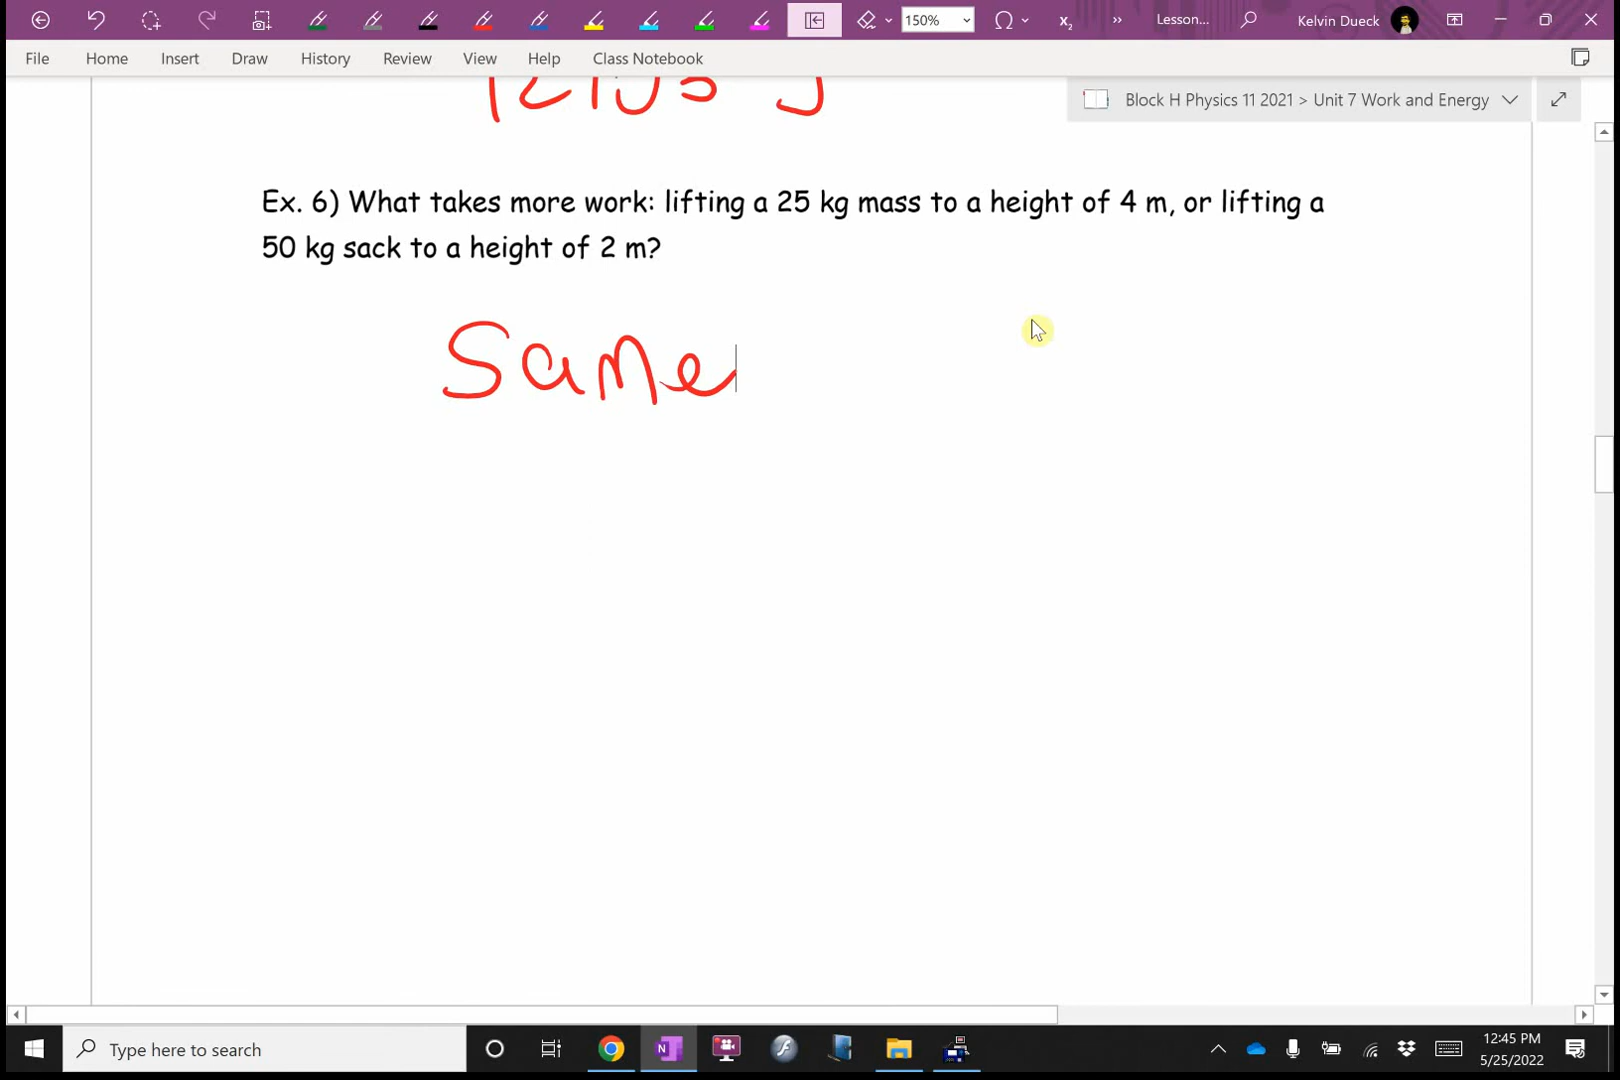 150%
Lesson...
Kelvin Dueck
File Home Insert Draw History Review View Help Class Notebook
Block H Physics 11 2021 > Unit 7 Work and Energy
Ex. 6) What takes more work: lifting a 25 kg mass to a height of 4 m, or lifting a
50 kg sack to a height of 2 m?
Same
Type here to search
12:45 PM
5/25/2022